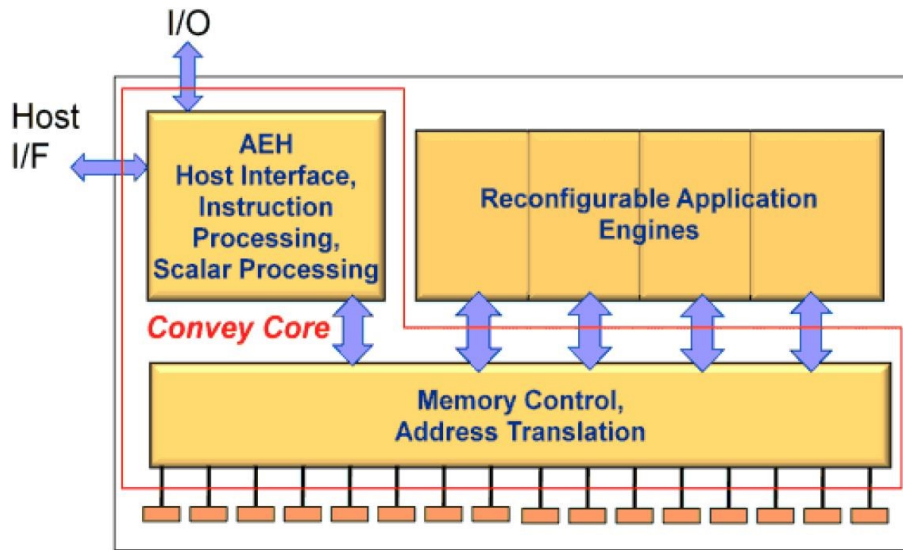 I/O
Host
I/F
AEH
Host Interface,
Instruction
Processing,
Scalar Processing
Reconfigurable Application
Engines
Convey Core
Memory Control,
Address Translation